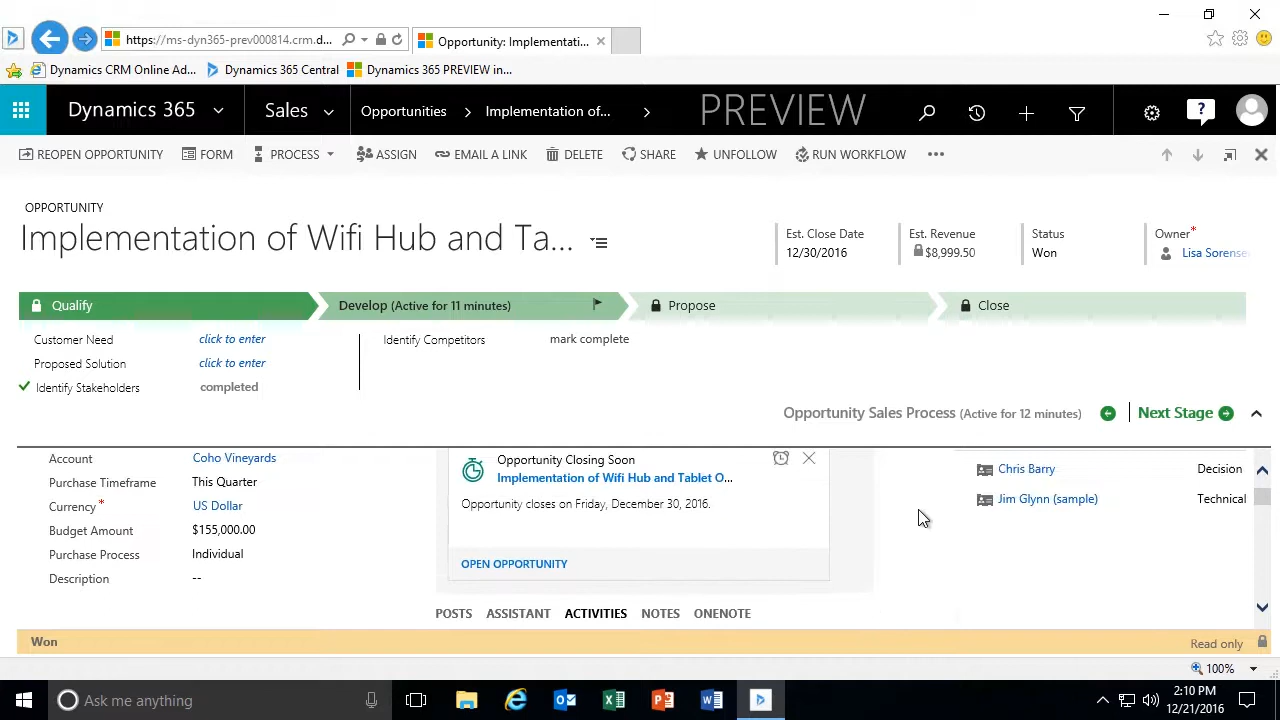 https://ms-dyn365-prev000814.crm.d...
Opportunity: Implementati...
Dynamics CRM Online Ad...
Dynamics 365 Central
Dynamics 365 PREVIEW in...
Dynamics 365
Sales
Opportunities
Implementation of...
PREVIEW
REOPEN OPPORTUNITY
FORM
PROCESS
ASSIGN
EMAIL A LINK
DELETE
SHARE
UNFOLLOW
RUN WORKFLOW
OPPORTUNITY
Implementation of Wifi Hub and Ta...
Est. Close Date
12/30/2016
Est. Revenue
$8,999.50
Status
Won
Owner*
Lisa Sorense
Qualify
Develop (Active for 11 minutes)
Propose
Close
Customer Need click to enter
Proposed Solution click to enter
Identify Stakeholders completed
Identify Competitors mark complete
Opportunity Sales Process (Active for 12 minutes)
Next Stage
Account Coho Vineyards
Purchase Timeframe This Quarter
Currency* US Dollar
Budget Amount $155,000.00
Purchase Process Individual
Description --
Opportunity Closing Soon
Implementation of Wifi Hub and Tablet O...
Opportunity closes on Friday, December 30, 2016.
OPEN OPPORTUNITY
Chris Barry Decision
Jim Glynn (sample) Technical
POSTS ASSISTANT ACTIVITIES NOTES ONENOTE
Won
Read only
100%
Ask me anything
2:10 PM
12/21/2016